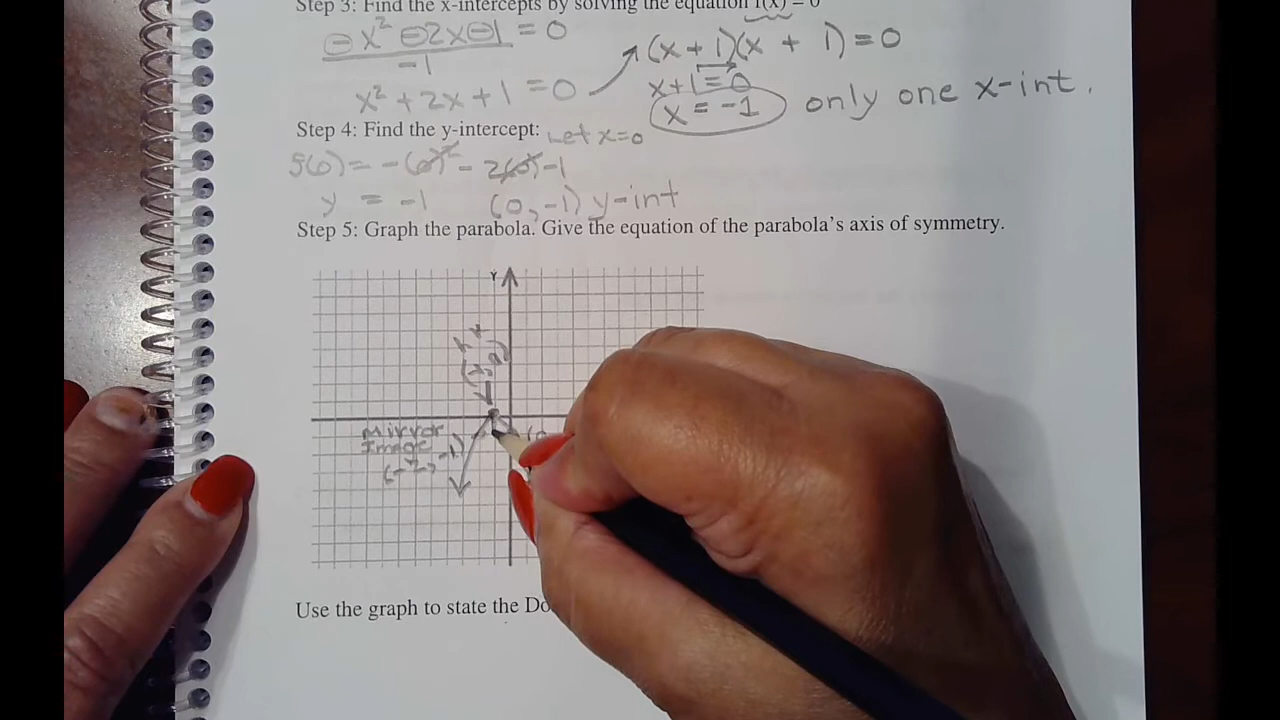 Step 3: Find the x-intercepts by solving the equation f(x) = 0
-x² -2x -1 = 0
-1
(x + 1)(x + 1) = 0
x² + 2x + 1 = 0
x + 1 = 0
x = -1 only one x-int.
Step 4: Find the y-intercept: Let x=0
f(0) = -(0)² - 2(0) - 1
y = -1 (0, -1) y-int
Step 5: Graph the parabola. Give the equation of the parabola's axis of symmetry.
Y
Mirror
Image
(-2, -1)
Use the graph to state the